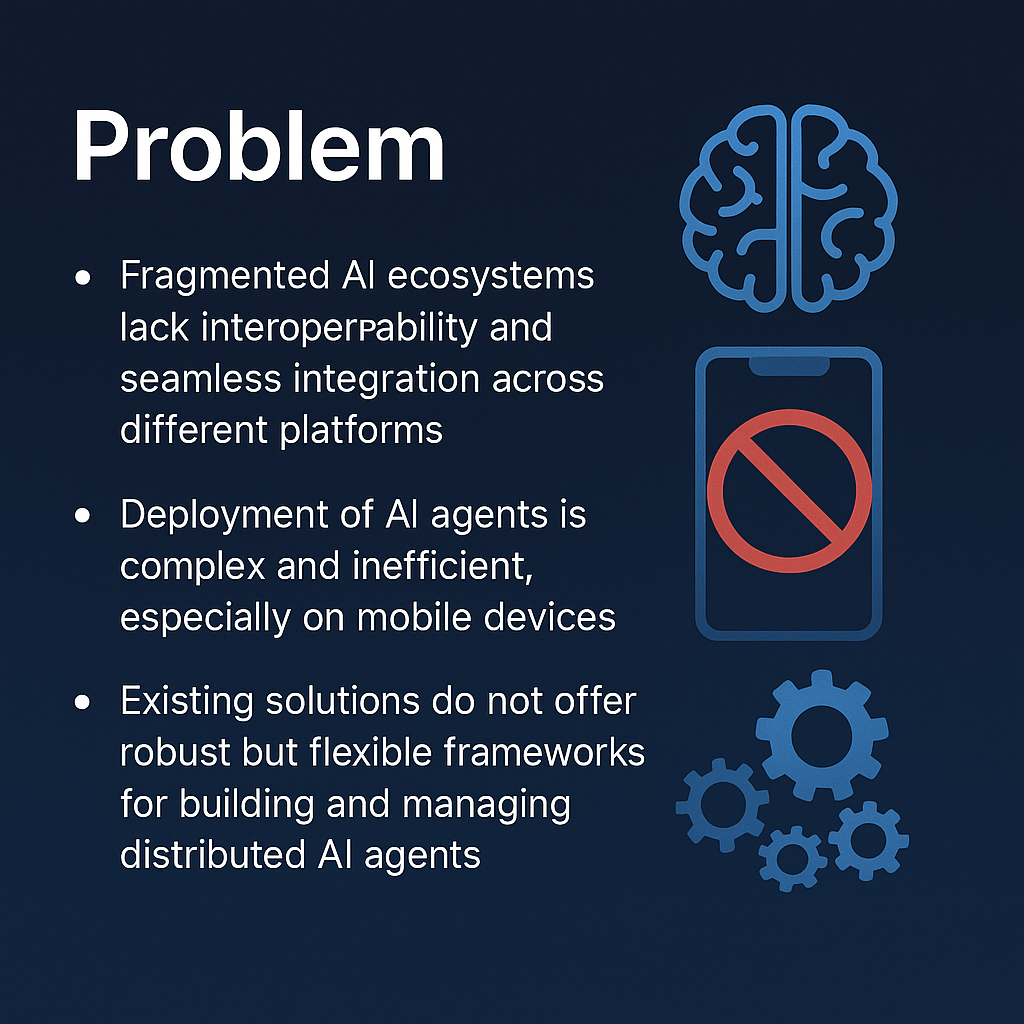 Problem
• Fragmented AI ecosystems
lack interoperᴘability and
seamless integration across
different platforms
• Deployment of AI agents is
complex and inefficient,
especially on mobile devices
• Existing solutions do not offer
robust but flexible frameworks
for building and managing
distributed AI agents